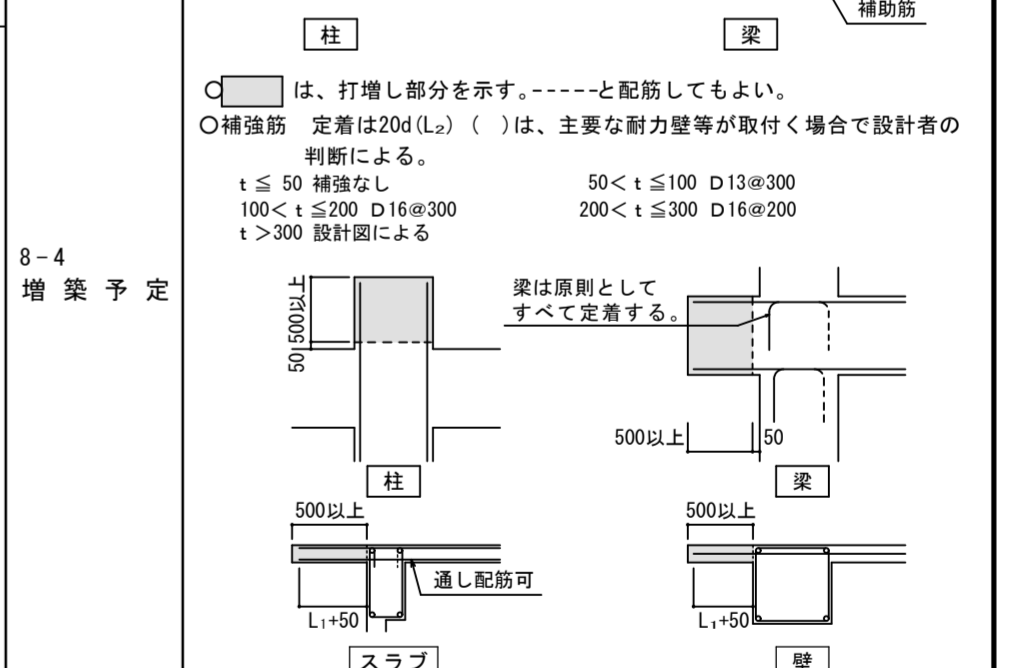 補助筋
柱
梁
○ は、打増し部分を示す。-----と配筋してもよい。
○補強筋 定着は20d(L₂) ( )は、主要な耐力壁等が取付く場合で設計者の
判断による。
t ≦ 50 補強なし
50< t ≦100 D13@300
100< t ≦200 D16@300
200< t ≦300 D16@200
t >300 設計図による
8-4
増築予定
500以上
50
梁は原則として
すべて定着する。
500以上
50
柱
梁
500以上
500以上
通し配筋可
L₁+50
L₁+50
スラブ
壁